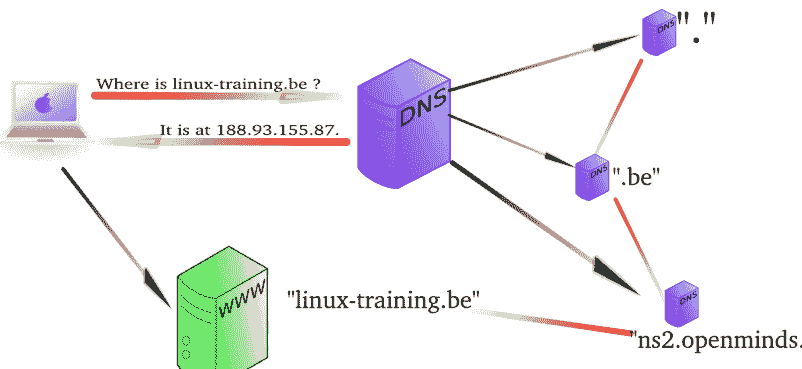 "."
Where is linux-training.be ?
DNS
DNS
It is at 188.93.155.87.
DNS
".be"
WWW
"linux-training.be"
DNS
"ns2.openminds.